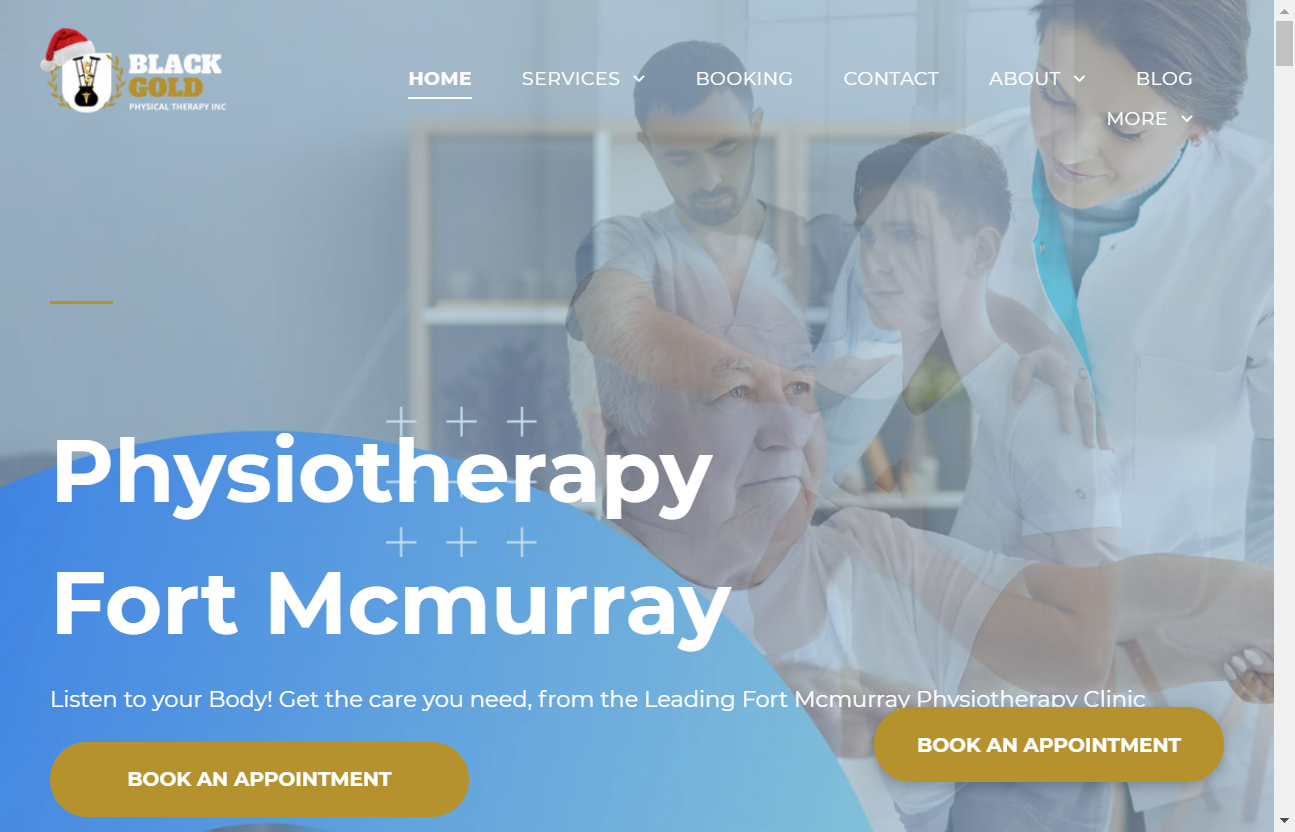 BLACK
GOLD
PHYSICAL THERAPY INC
HOME
SERVICES
BOOKING
CONTACT
ABOUT
BLOG
MORE
Physiotherapy
Fort Mcmurray
Listen to your Body! Get the care you need, from the Leading Fort Mcmurray Physiotherapy Clinic
BOOK AN APPOINTMENT
BOOK AN APPOINTMENT